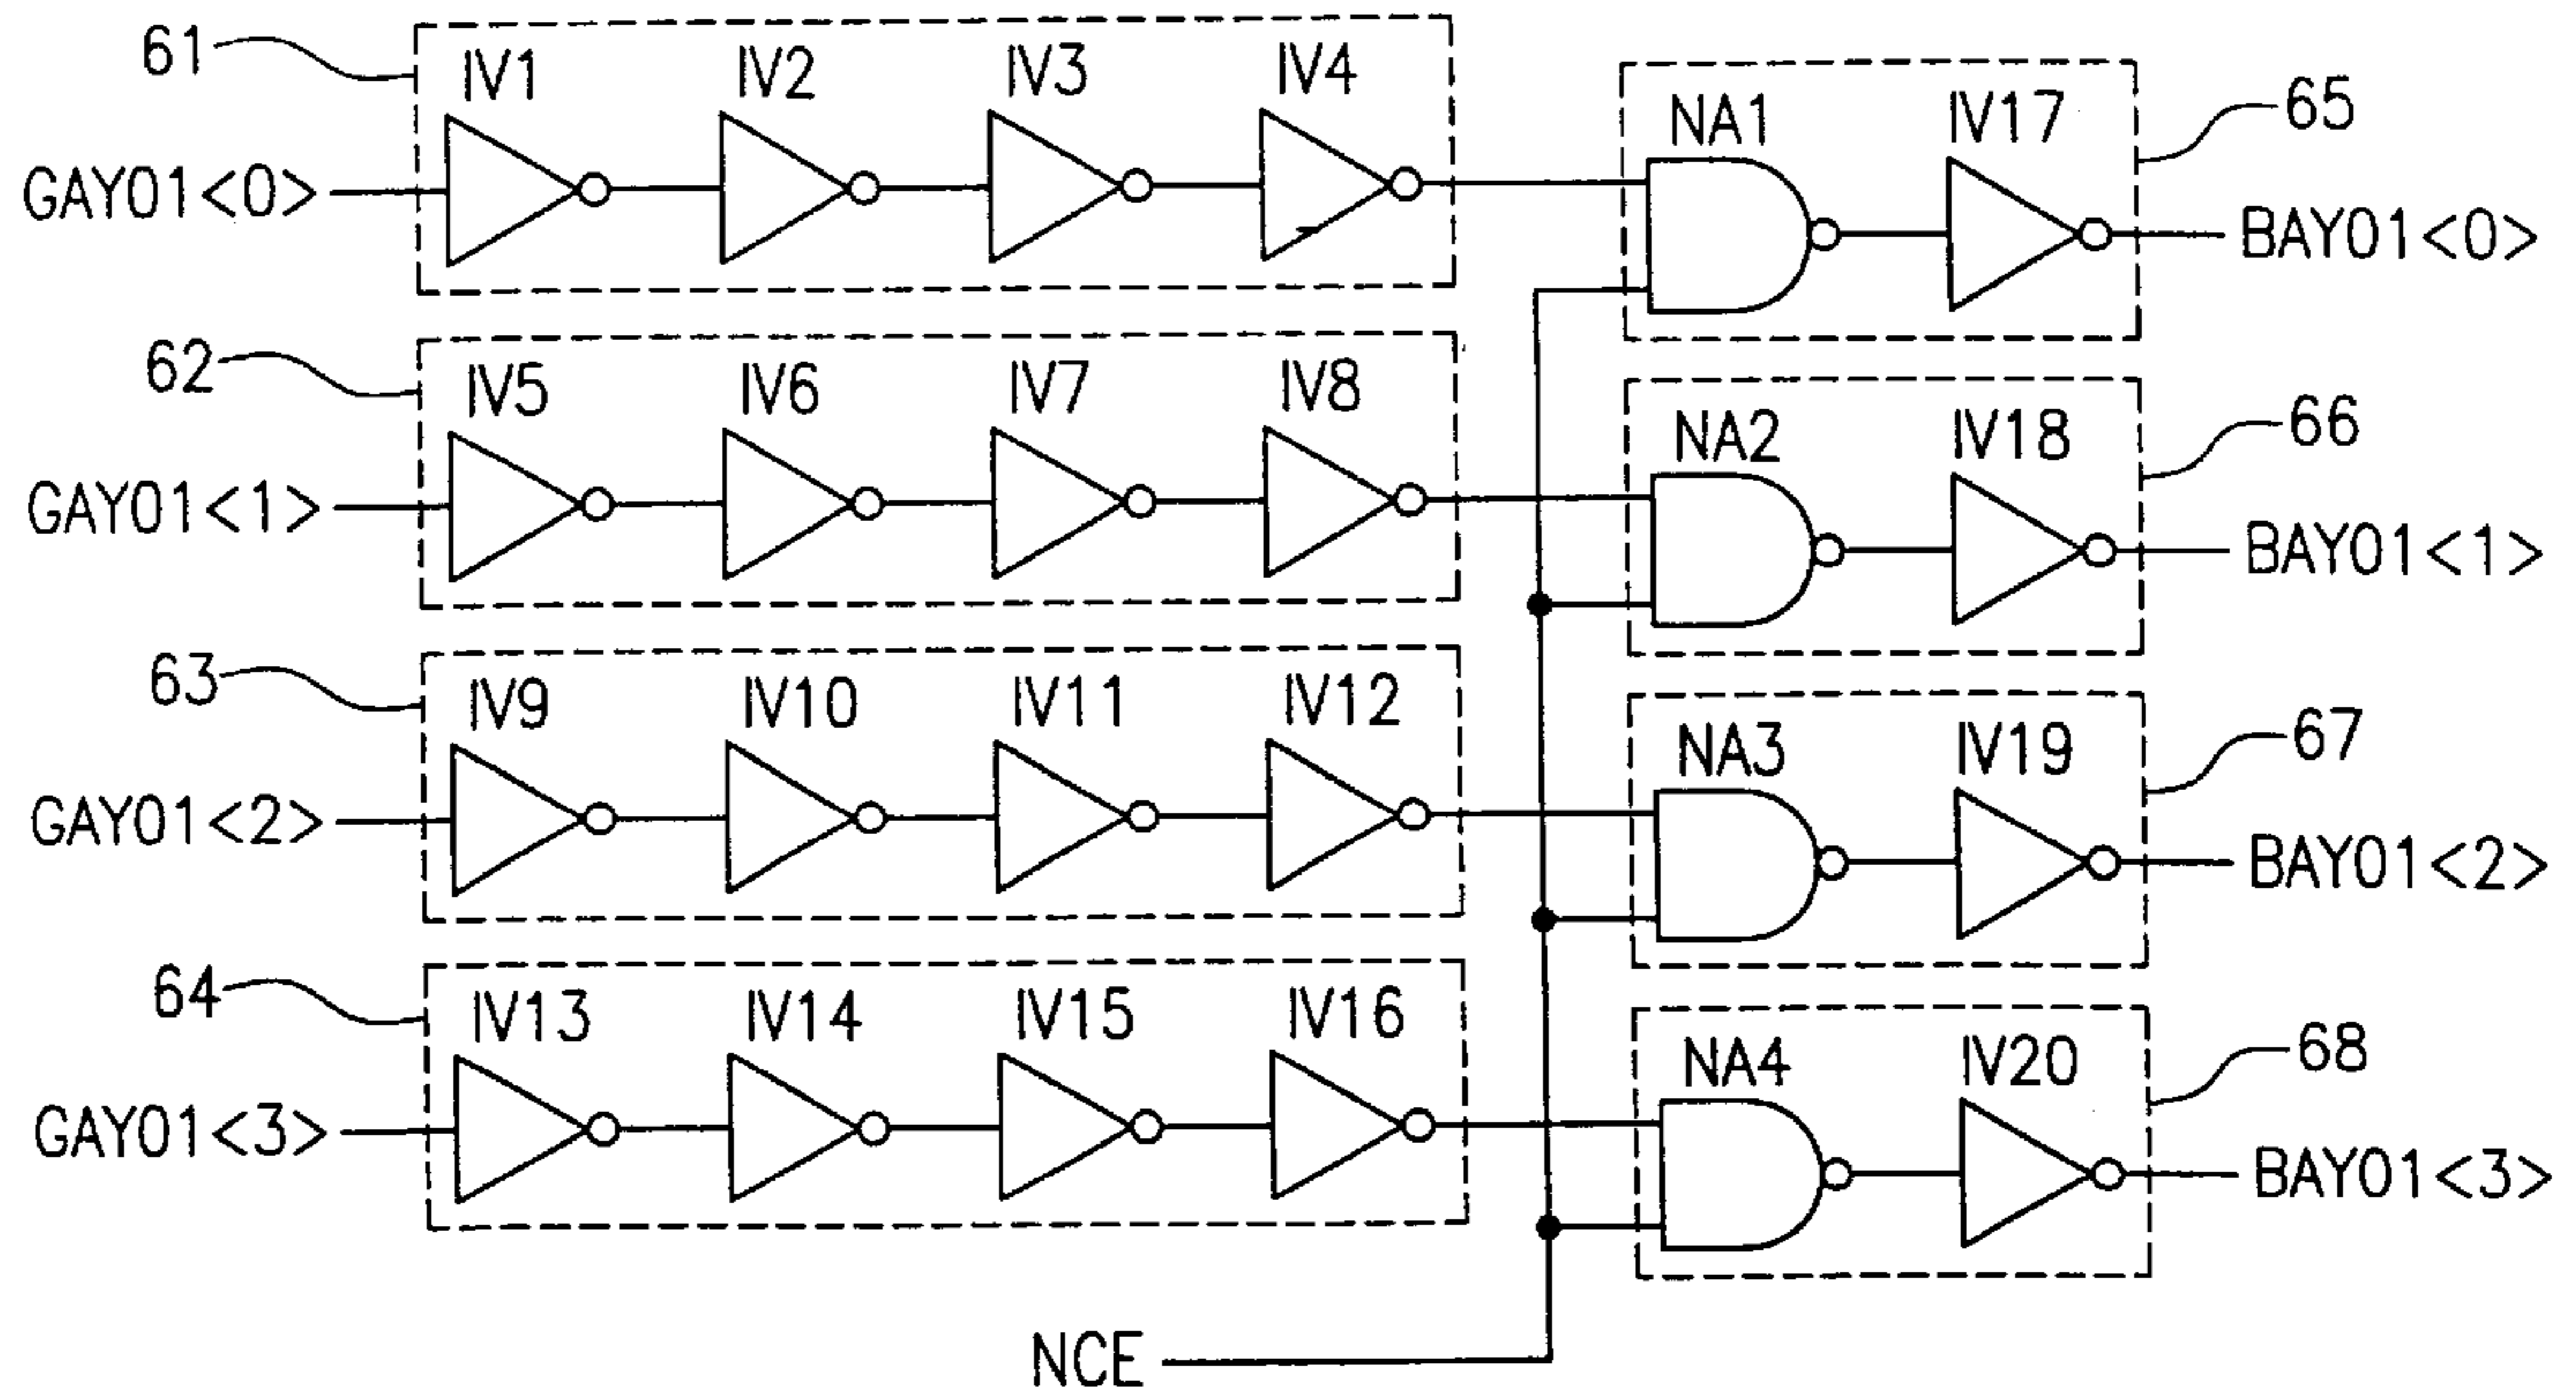 61
IV1 IV2 IV3 IV4
NA1 IV17
65
GAY01<0>
BAY01<0>
62
IV5 IV6 IV7 IV8
NA2 IV18
66
GAY01<1>
BAY01<1>
63
IV9 IV10 IV11 IV12
NA3 IV19
67
GAY01<2>
BAY01<2>
64
IV13 IV14 IV15 IV16
NA4 IV20
68
GAY01<3>
BAY01<3>
NCE